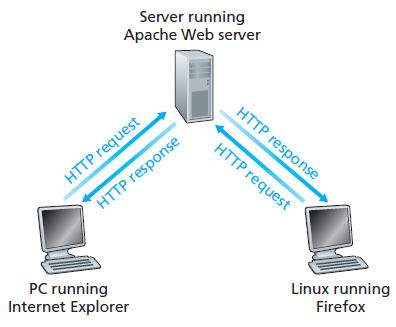 Server running
Apache Web server
HTTP request
HTTP response
HTTP response
HTTP request
PC running
Internet Explorer
Linux running
Firefox